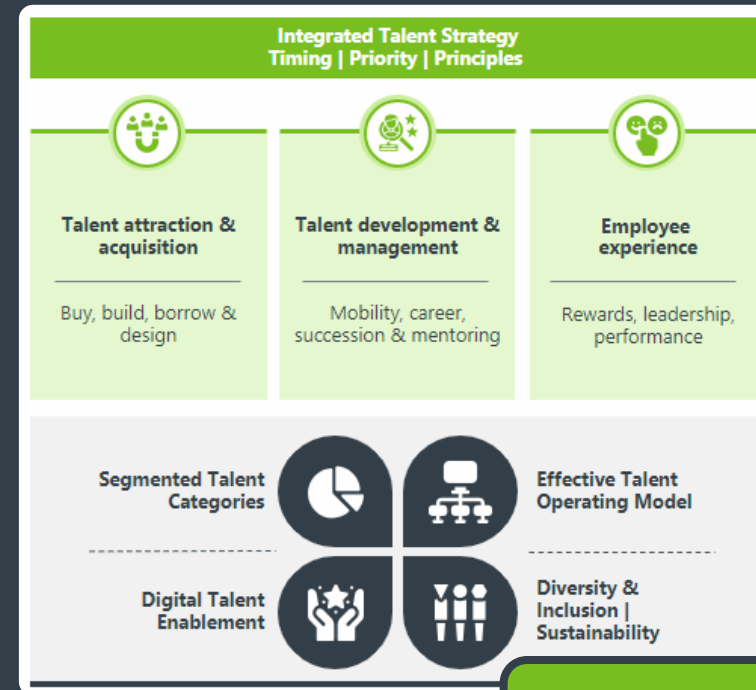 Integrated Talent Strategy
Timing | Priority | Principles
Talent attraction &
acquisition
Buy, build, borrow &
design
Talent development &
management
Mobility, career,
succession & mentoring
Employee
experience
Rewards, leadership,
performance
Segmented Talent
Categories
Effective Talent
Operating Model
Digital Talent
Enablement
Diversity &
Inclusion |
Sustainability